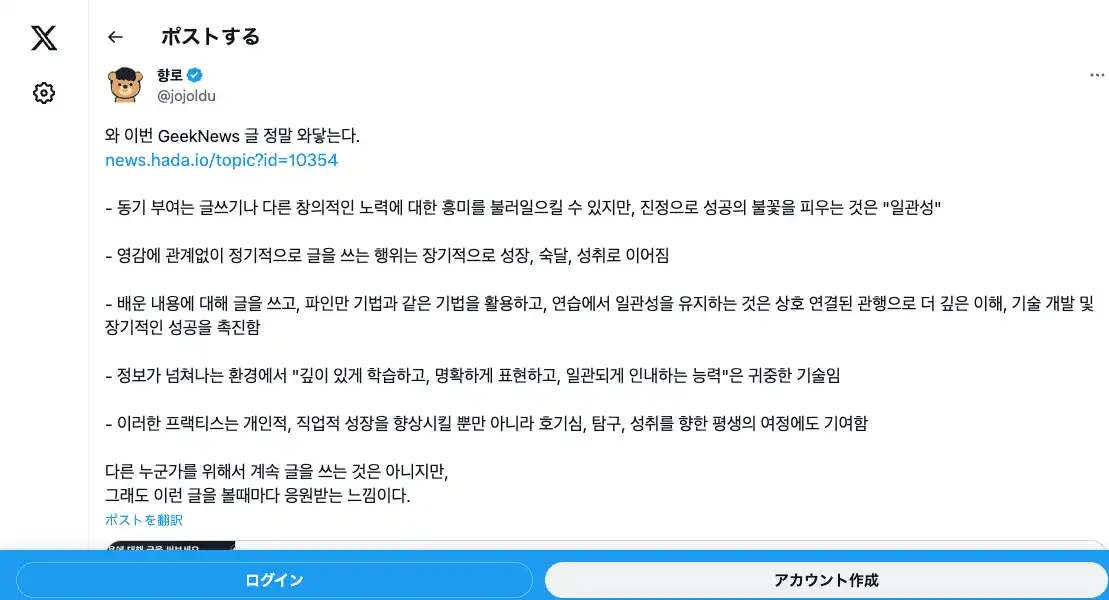 ポストする
향로
@jojoldu
와 이번 GeekNews 글 정말 와닿는다.
news.hada.io/topic?id=10354
- 동기 부여는 글쓰기나 다른 창의적인 노력에 대한 흥미를 불러일으킬 수 있지만, 진정으로 성공의 불꽃을 피우는 것은 "일관성"
- 영감에 관계없이 정기적으로 글을 쓰는 행위는 장기적으로 성장, 숙달, 성취로 이어짐
- 배운 내용에 대해 글을 쓰고, 파인만 기법과 같은 기법을 활용하고, 연습에서 일관성을 유지하는 것은 상호 연결된 관행으로 더 깊은 이해, 기술 개발 및
장기적인 성공을 촉진함
- 정보가 넘쳐나는 환경에서 "깊이 있게 학습하고, 명확하게 표현하고, 일관되게 인내하는 능력"은 귀중한 기술임
- 이러한 프랙티스는 개인적, 직업적 성장을 향상시킬 뿐만 아니라 호기심, 탐구, 성취를 향한 평생의 여정에도 기여함
다른 누군가를 위해서 계속 글을 쓰는 것은 아니지만,
그래도 이런 글을 볼때마다 응원받는 느낌이다.
ポストを翻訳
ログイン
アカウント作成